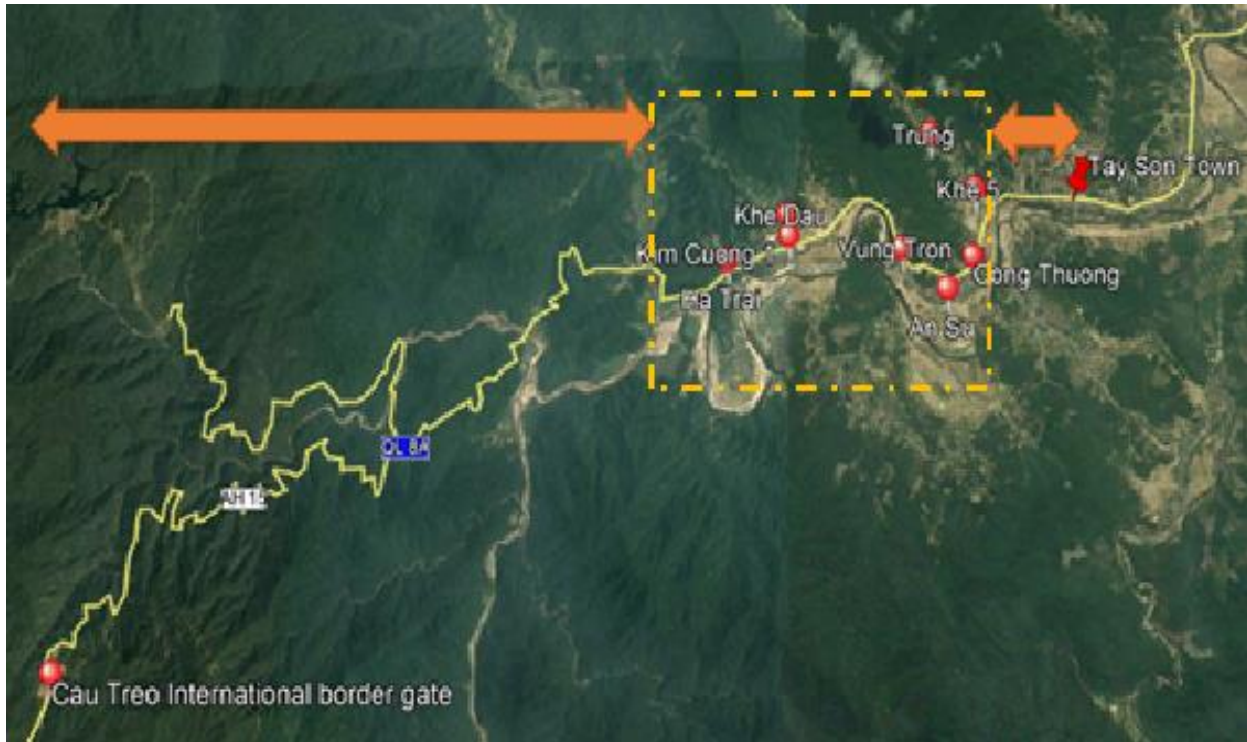 Trung
Tay Son Town
Khe 5
Khe Dau
Kim Cuong 1
Vung Tron
Cong Thuong
Ha Trai
An Su
QL 8A
Cau Treo International border gate